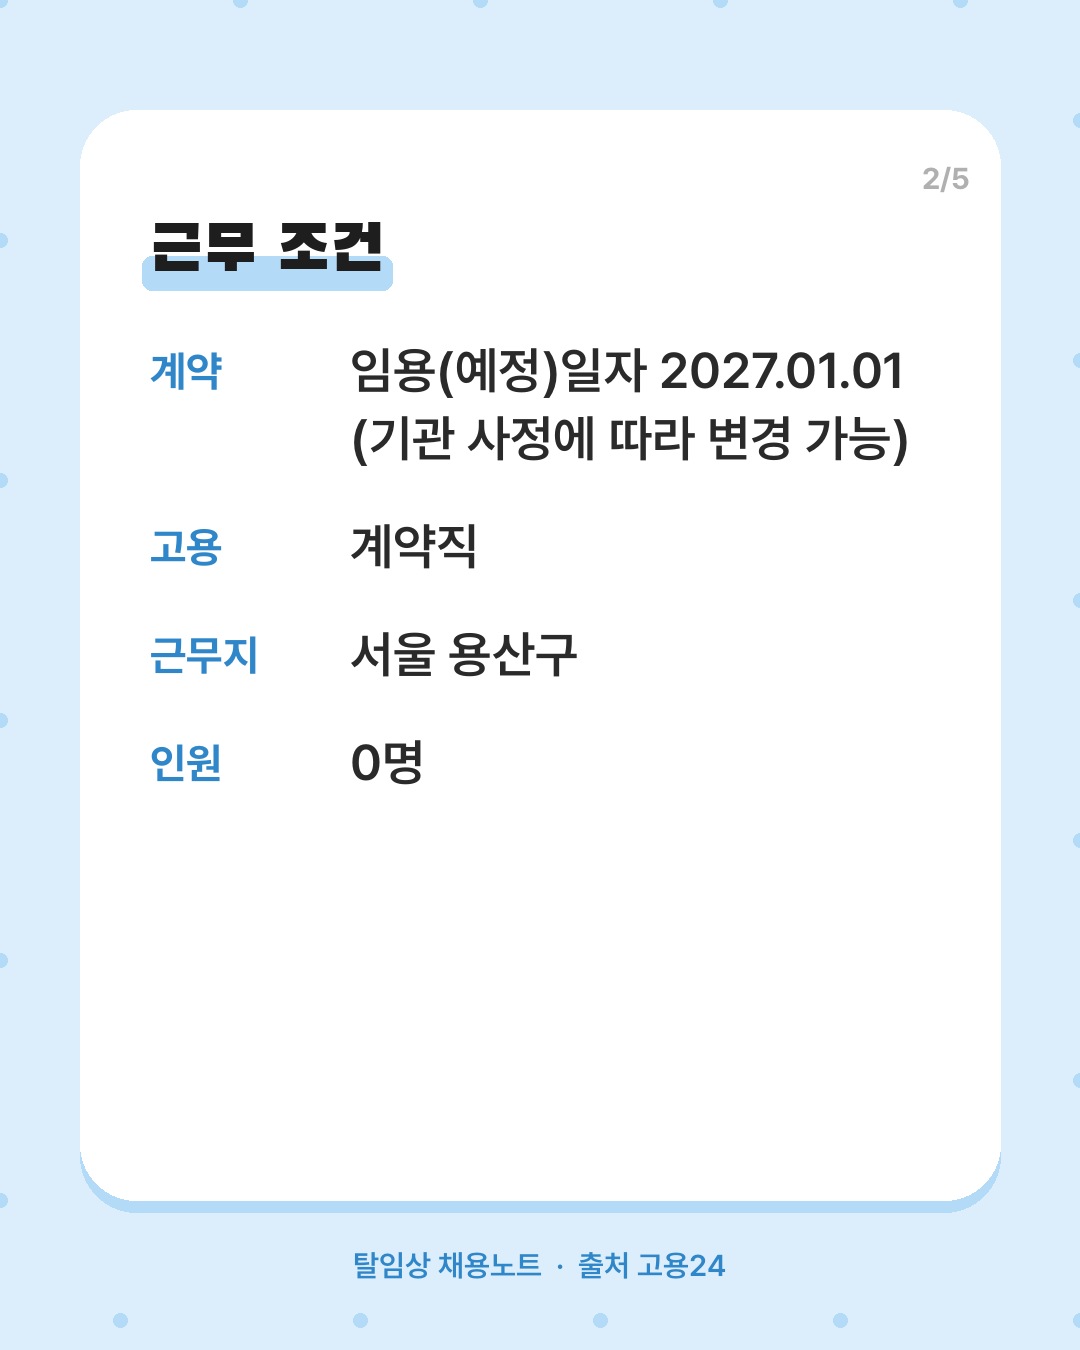 2/5
근무 조건
계약 임용(예정)일자 2027.01.01
(기관 사정에 따라 변경 가능)
고용 계약직
근무지 서울 용산구
인원 0명
탈임상 채용노트 · 출처 고용24